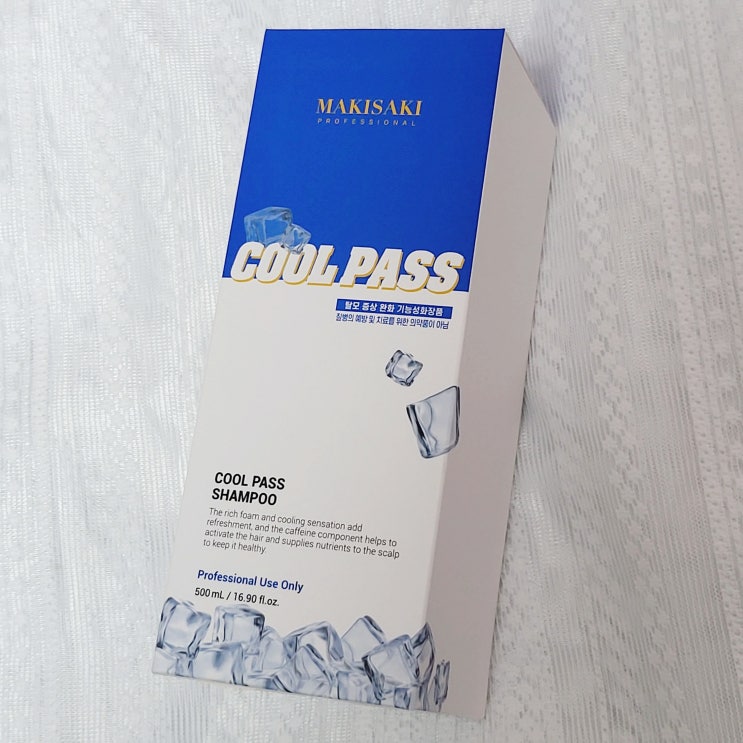 MAKISAKI
PROFESSIONAL
COOL PASS
탈모 증상 완화 기능성화장품
질병의 예방 및 치료를 위한 의약품이 아님
COOL PASS
SHAMPOO
The rich foam and cooling sensation add
refreshment, and the caffeine component helps to
activate the hair and supplies nutrients to the scalp
to keep it healthy.
Professional Use Only
500 mL / 16.90 fl.oz.